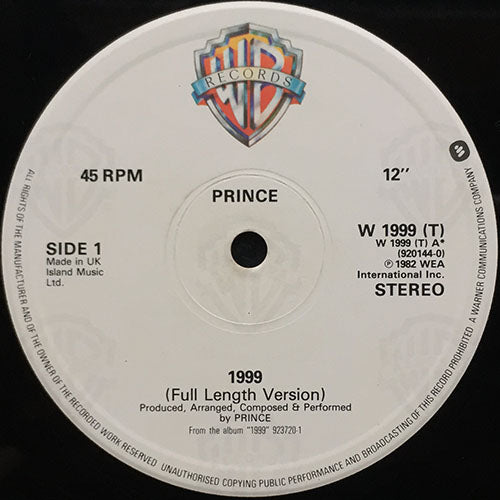 WB
RECORDS
45 RPM
12"
PRINCE
SIDE 1
Made in UK
Island Music
Ltd.
W 1999 (T)
W 1999 (T) A*
(920144-0)
℗ 1982 WEA
International Inc.
STEREO
1999
(Full Length Version)
Produced, Arranged, Composed & Performed
by PRINCE
From the album "1999" 923720-1
ALL RIGHTS OF THE MANUFACTURER AND OF THE OWNER OF THE RECORDED WORK RESERVED. UNAUTHORISED COPYING PUBLIC PERFORMANCE AND BROADCASTING OF THIS RECORD PROHIBITED. A WARNER COMMUNICATIONS COMPANY